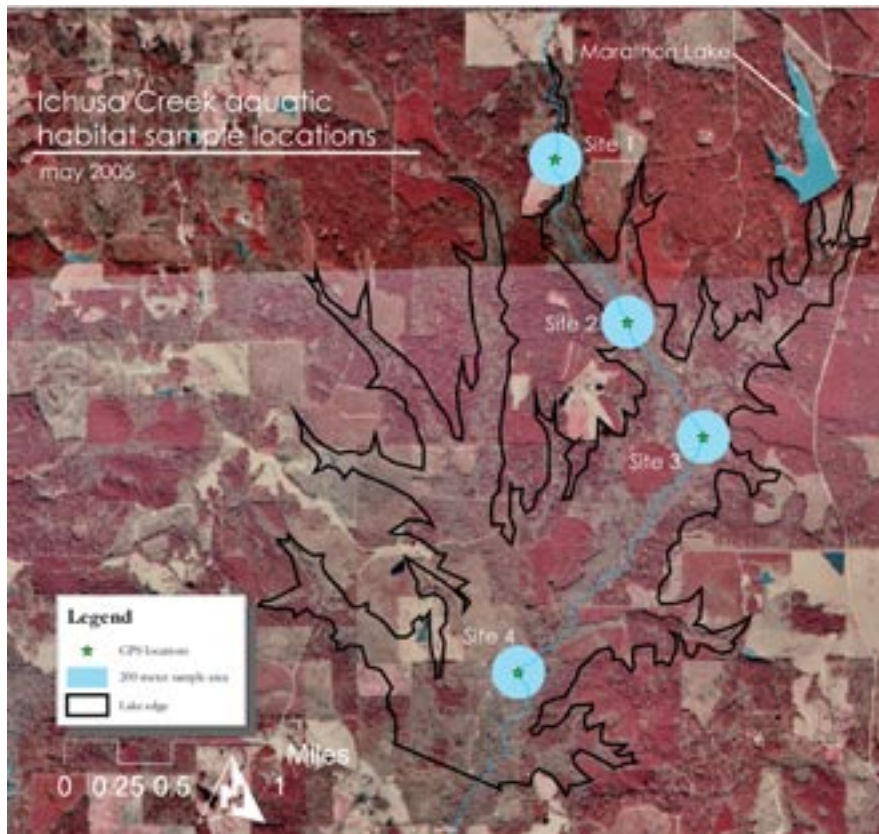 Ichusa Creek aquatic
habitat sample locations
may 2005
Marathon Lake
Site 1
Site 2
Site 3
Site 4
Legend
GPS locations
200 meter sample area
Lake edge
Miles
0 0.25 0.5 1